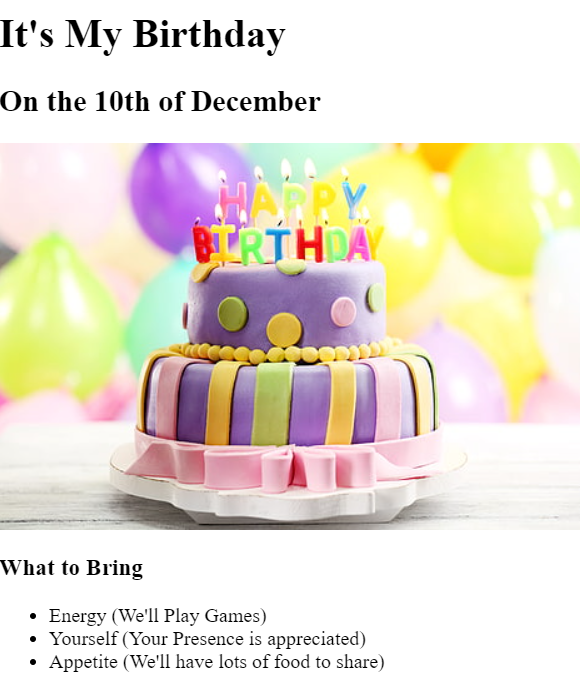 It's My Birthday
On the 10th of December
HAPPY
BIRTHDAY
What to Bring
Energy (We'll Play Games)
Yourself (Your Presence is appreciated)
Appetite (We'll have lots of food to share)